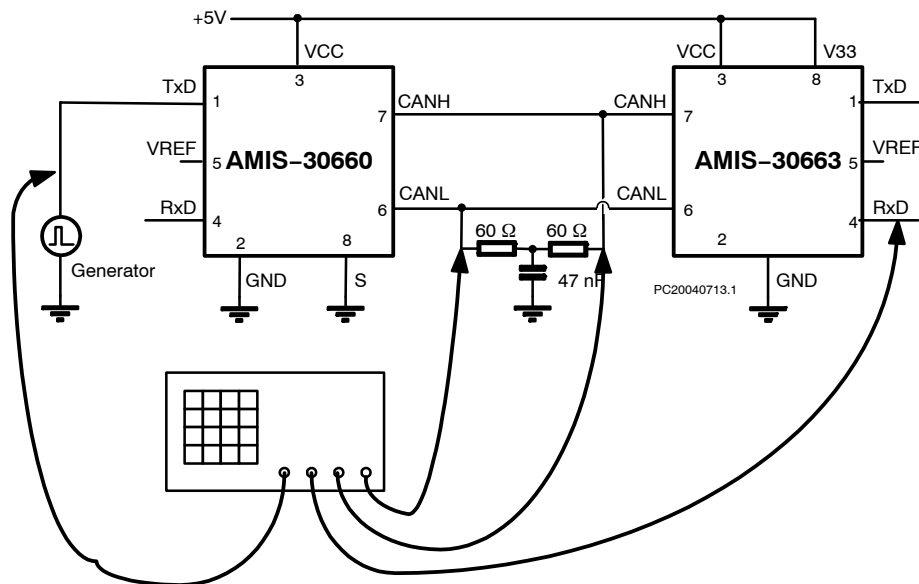 +5V
VCC
VCC
V33
3
3
8
TxD
TxD
1
CANH
CANH
1
7
7
VREF
VREF
5
AMIS−30660
AMIS−30663
5
CANL
CANL
RxD
RxD
4
6
6
4
60 Ω
60 Ω
2
8
2
Generator
GND
S
47 nF
GND
PC20040713.1